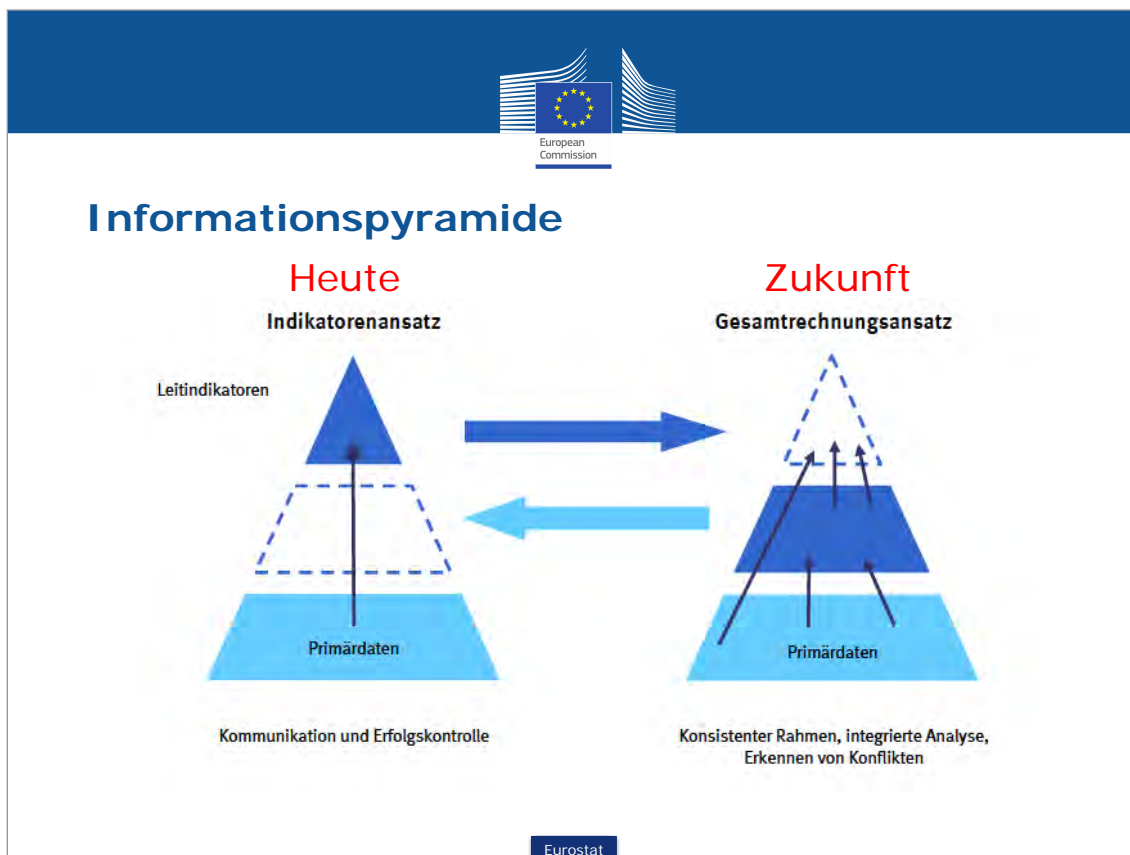 European
Commission
Informationspyramide
Heute
Zukunft
Indikatorenansatz
Gesamtrechnungsansatz
Leitindikatoren
Primärdaten
Primärdaten
Kommunikation und Erfolgskontrolle
Konsistenter Rahmen, integrierte Analyse,
Erkennen von Konflikten
Eurostat